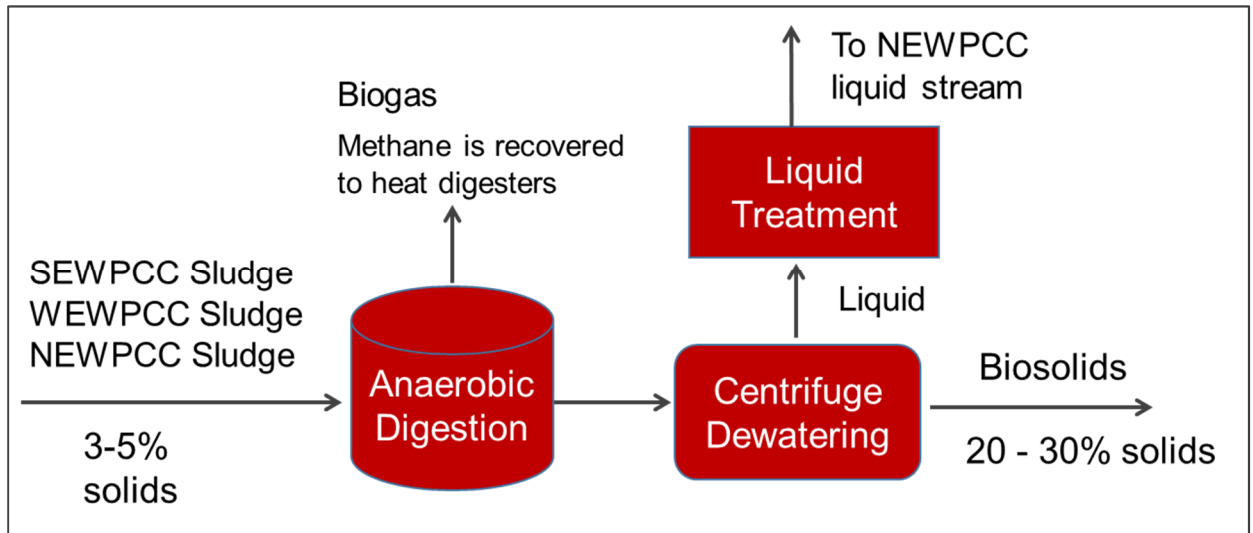 To NEWPCC
liquid stream
Biogas
Methane is recovered
to heat digesters
Liquid
Treatment
SEWPCC Sludge
WEWPCC Sludge
NEWPCC Sludge
Liquid
Anaerobic
Digestion
Centrifuge
Dewatering
Biosolids
3-5%
solids
20 - 30% solids